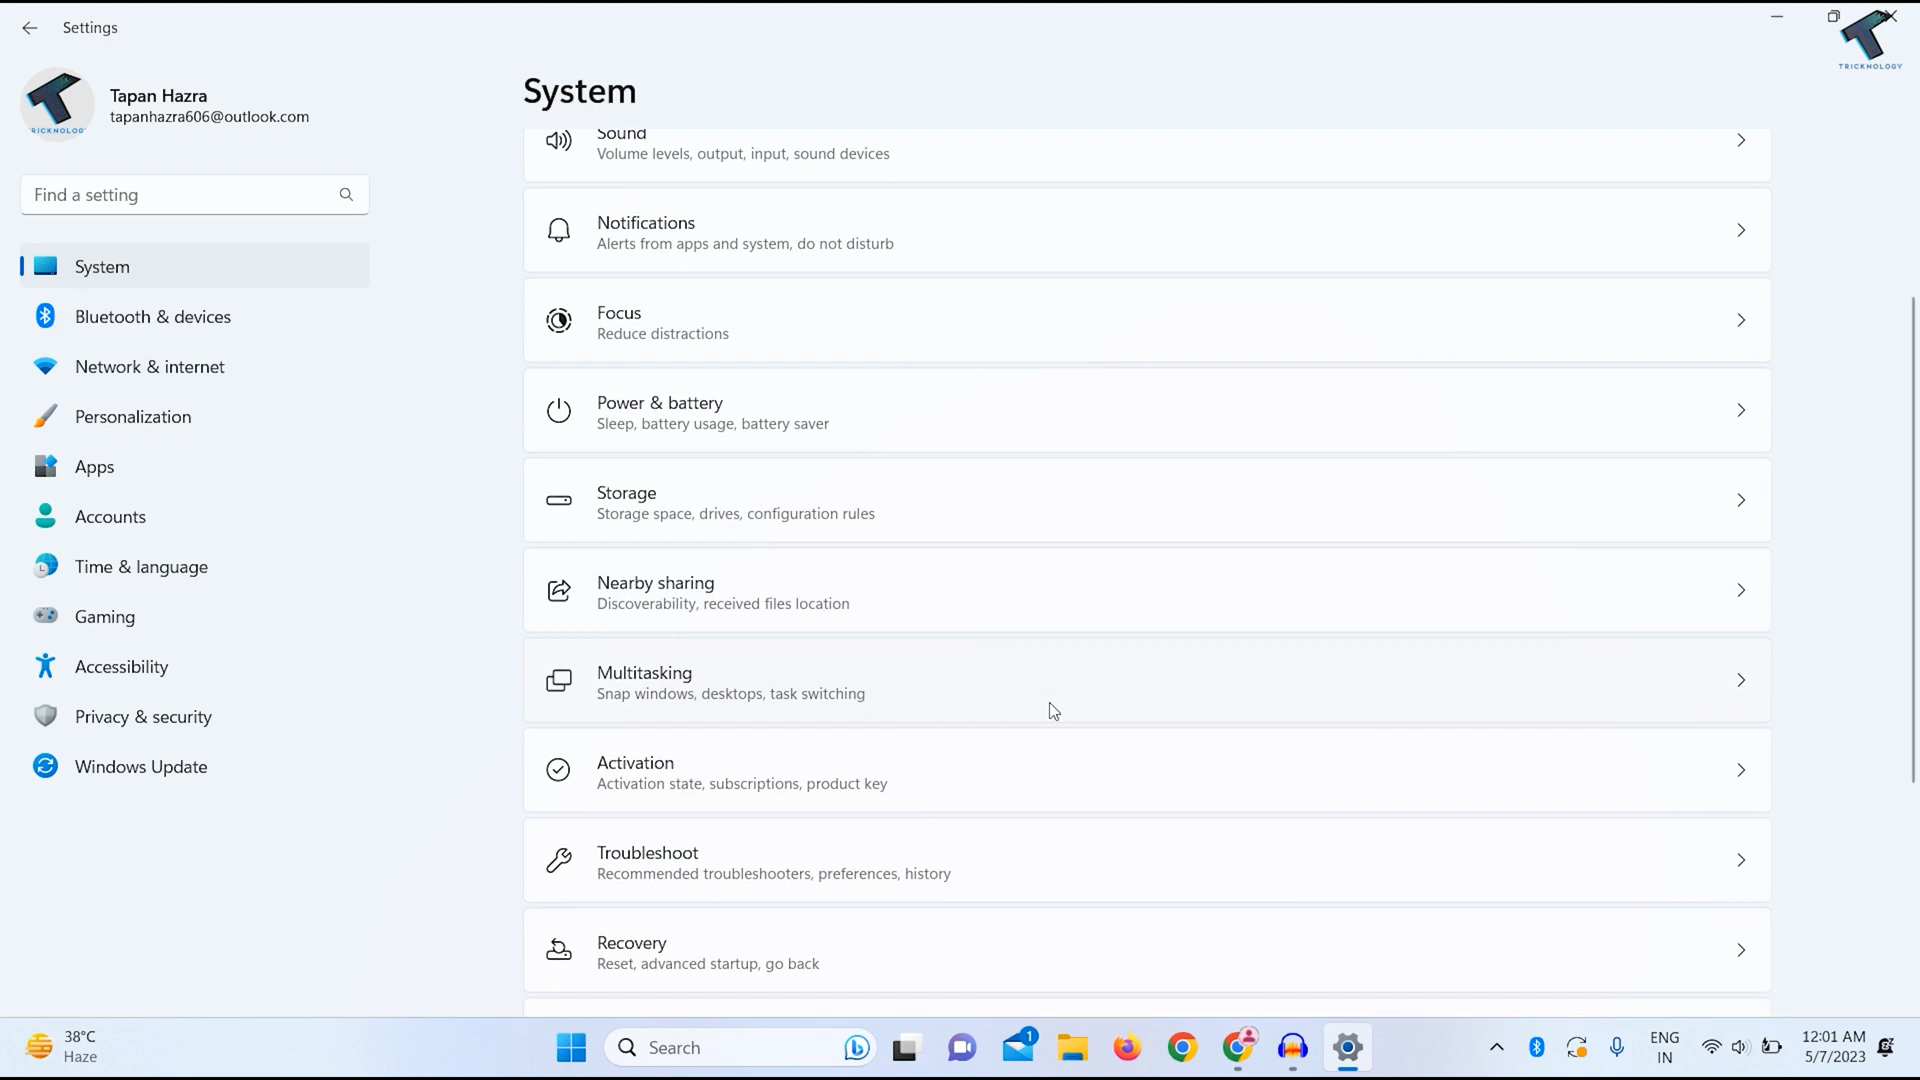 Settings
TRICKNOLOGY
Tapan Hazra
tapanhazra606@outlook.com
RICKNOLOG
Find a setting
System
Bluetooth & devices
Network & internet
Personalization
Apps
Accounts
Time & language
Gaming
Accessibility
Privacy & security
Windows Update
System
Sound
Volume levels, output, input, sound devices
Notifications
Alerts from apps and system, do not disturb
Focus
Reduce distractions
Power & battery
Sleep, battery usage, battery saver
Storage
Storage space, drives, configuration rules
Nearby sharing
Discoverability, received files location
Multitasking
Snap windows, desktops, task switching
Activation
Activation state, subscriptions, product key
Troubleshoot
Recommended troubleshooters, preferences, history
Recovery
Reset, advanced startup, go back
38°C
Haze
Search
1
ENG
IN
12:01 AM
5/7/2023